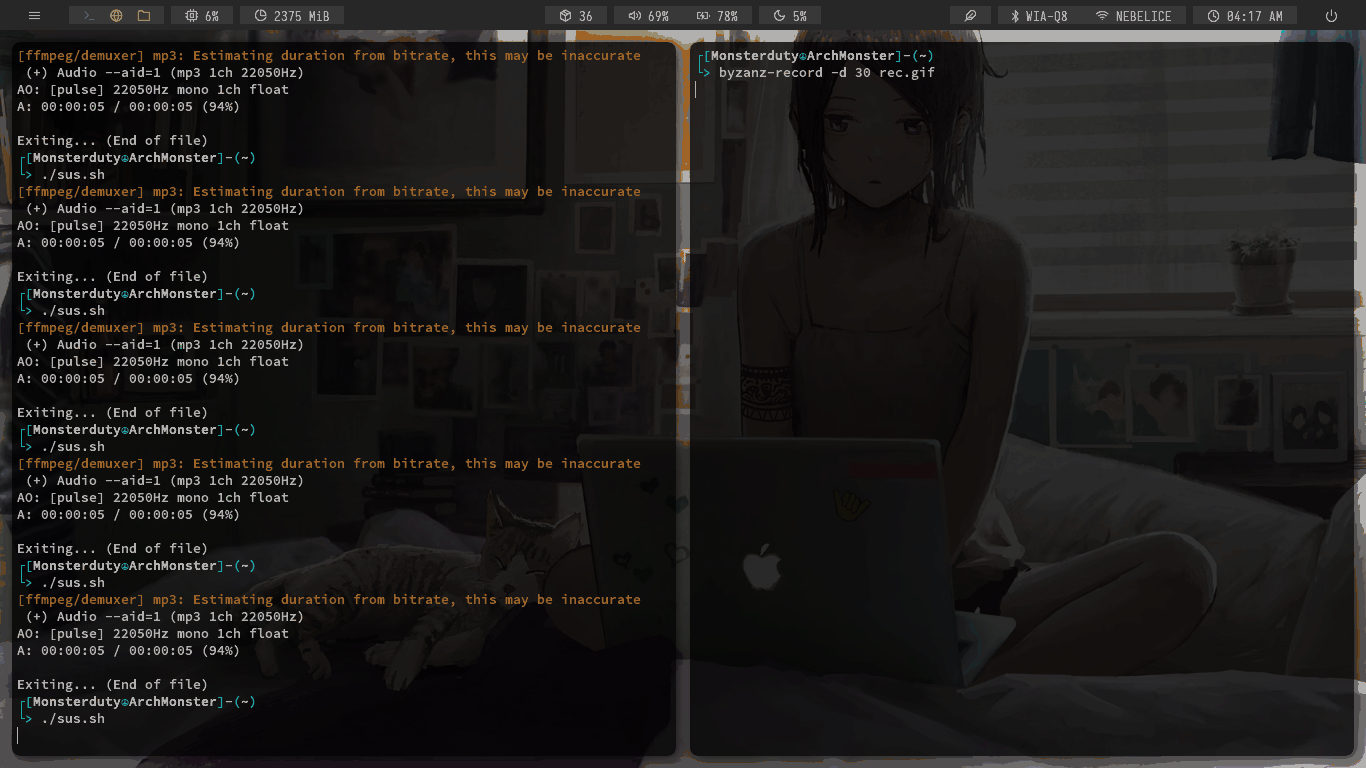 6% 2375 MiB 36 69% 78% 5% WIA-Q8 NEBELICE 04:17 AM
[ffmpeg/demuxer] mp3: Estimating duration from bitrate, this may be inaccurate
(+) Audio --aid=1 (mp3 1ch 22050Hz)
AO: [pulse] 22050Hz mono 1ch float
A: 00:00:05 / 00:00:05 (94%)
Exiting... (End of file)
┌[Monsterduty☮ArchMonster]-(~)
└> ./sus.sh
[ffmpeg/demuxer] mp3: Estimating duration from bitrate, this may be inaccurate
(+) Audio --aid=1 (mp3 1ch 22050Hz)
AO: [pulse] 22050Hz mono 1ch float
A: 00:00:05 / 00:00:05 (94%)
Exiting... (End of file)
┌[Monsterduty☮ArchMonster]-(~)
└> ./sus.sh
[ffmpeg/demuxer] mp3: Estimating duration from bitrate, this may be inaccurate
(+) Audio --aid=1 (mp3 1ch 22050Hz)
AO: [pulse] 22050Hz mono 1ch float
A: 00:00:05 / 00:00:05 (94%)
Exiting... (End of file)
┌[Monsterduty☮ArchMonster]-(~)
└> ./sus.sh
[ffmpeg/demuxer] mp3: Estimating duration from bitrate, this may be inaccurate
(+) Audio --aid=1 (mp3 1ch 22050Hz)
AO: [pulse] 22050Hz mono 1ch float
A: 00:00:05 / 00:00:05 (94%)
Exiting... (End of file)
┌[Monsterduty☮ArchMonster]-(~)
└> ./sus.sh
[ffmpeg/demuxer] mp3: Estimating duration from bitrate, this may be inaccurate
(+) Audio --aid=1 (mp3 1ch 22050Hz)
AO: [pulse] 22050Hz mono 1ch float
A: 00:00:05 / 00:00:05 (94%)
Exiting... (End of file)
┌[Monsterduty☮ArchMonster]-(~)
└> ./sus.sh
┌[Monsterduty☮ArchMonster]-(~)
└> byzanz-record -d 30 rec.gif